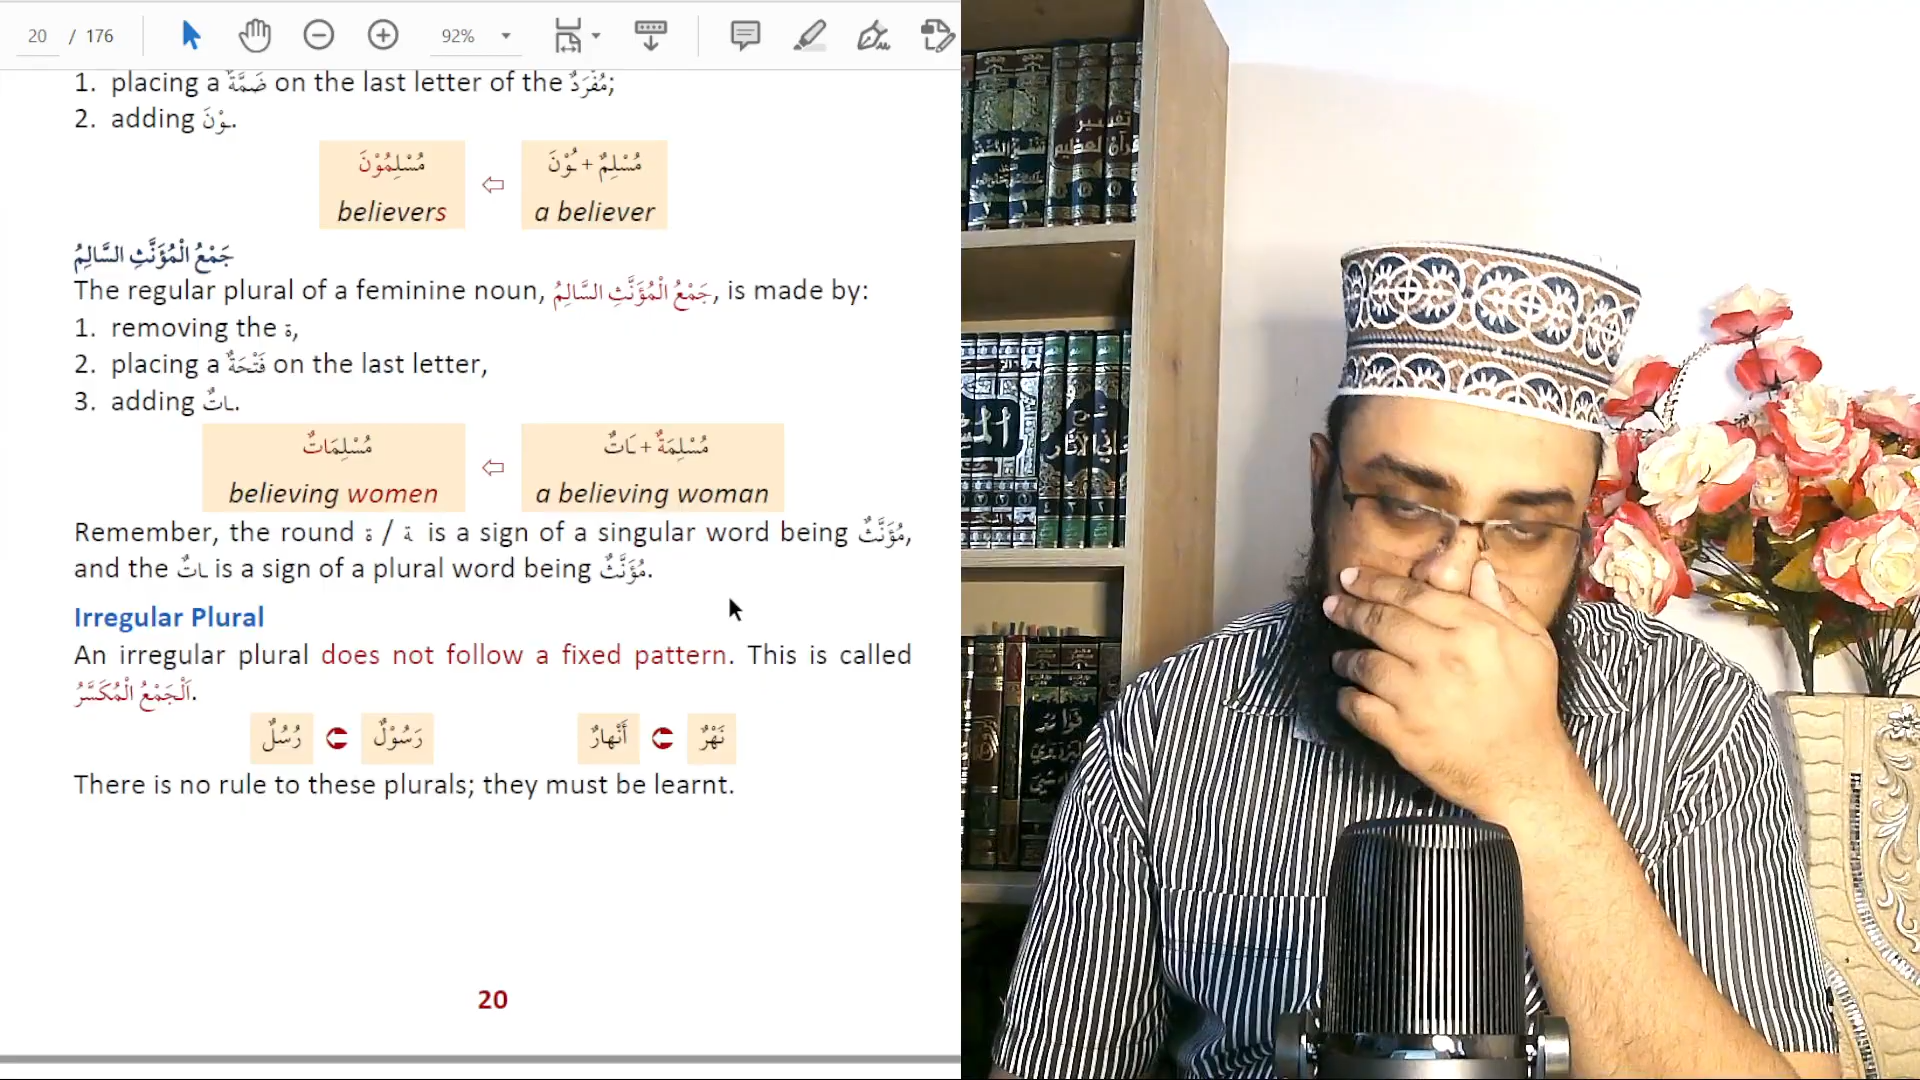 20 / 176 92%
1. placing a ضَمَّةٌ on the last letter of the مُفْرَدٌ;
2. adding ـوْنَ.
مُسْلِمٌ + ـُوْنَ
a believer
مُسْلِمُوْنَ
believers
جَمْعُ الْمُؤَنَّثِ السَّالِمُ
The regular plural of a feminine noun, جَمْعُ الْمُؤَنَّثِ السَّالِمُ, is made by:
1. removing the ة,
2. placing a فَتْحَةٌ on the last letter,
3. adding ـاتٌ.
مُسْلِمَةٌ + ـَاتٌ
a believing woman
مُسْلِمَاتٌ
believing women
Remember, the round ة / ـة is a sign of a singular word being مُؤَنَّثٌ,
and the ـاتٌ is a sign of a plural word being مُؤَنَّثٌ.
Irregular Plural
An irregular plural does not follow a fixed pattern. This is called
اَلْجَمْعُ الْمُكَسَّرُ.
نَهْرٌ أَنْهارٌ
رَسُوْلٌ رُسُلٌ
There is no rule to these plurals; they must be learnt.
20